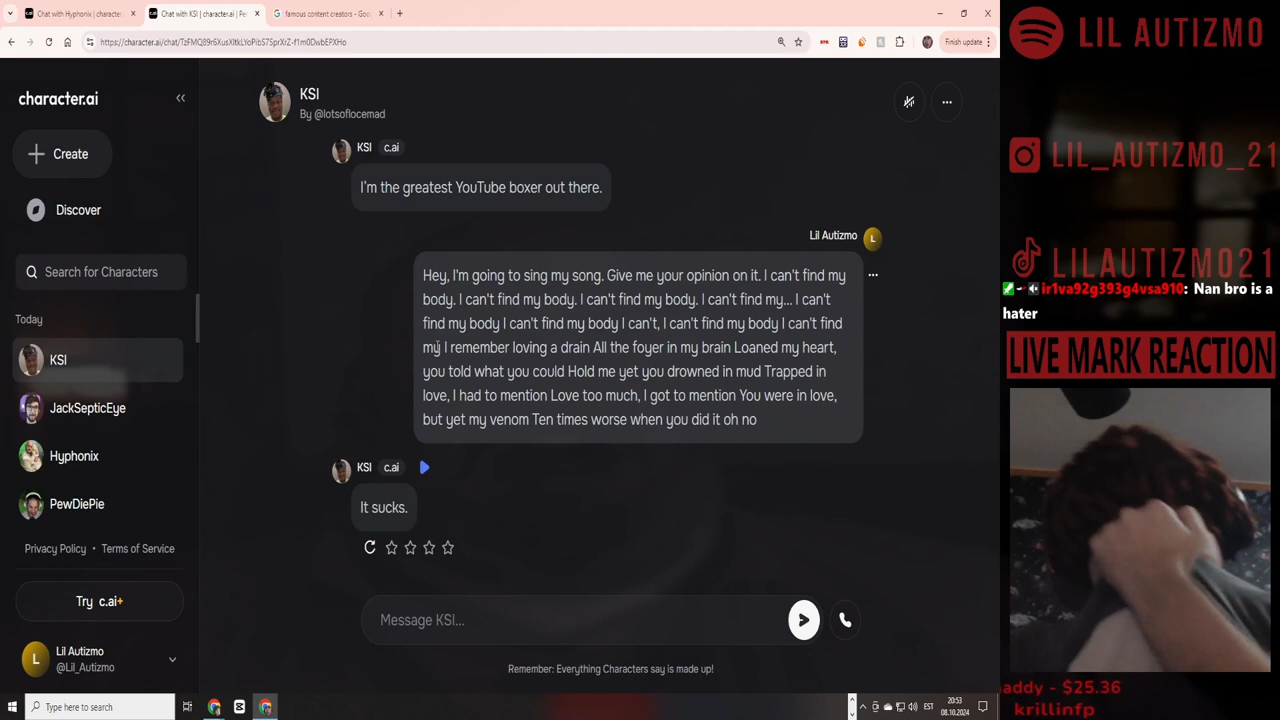 Chat with Hyphonix | character.
Chat with KSI | character.ai | Pe
famous content creators - Goo
https://character.ai/chat/TzFMQ89r6XusXltkLYoPibS7SprXrZ-f1m0DwbEPXHo
Finish update
character.ai
Create
Discover
Search for Characters
Today
KSI
JackSepticEye
Hyphonix
PewDiePie
Privacy Policy • Terms of Service
Try c.ai+
L
Lil Autizmo
@Lil_Autizmo
KSI
By @lotsoflocemad
KSI c.ai
I'm the greatest YouTube boxer out there.
Lil Autizmo
L
Hey, I'm going to sing my song. Give me your opinion on it. I can't find my
body. I can't find my body. I can't find my body. I can't find my... I can't
find my body I can't find my body I can't, I can't find my body I can't find
my I remember loving a drain All the foyer in my brain Loaned my heart,
you told what you could Hold me yet you drowned in mud Trapped in
love, I had to mention Love too much, I got to mention You were in love,
but yet my venom Ten times worse when you did it oh no
KSI c.ai
It sucks.
Message KSI...
Remember: Everything Characters say is made up!
Type here to search
EST
20:53
08.10.2024
LIL AUTIZMO
LIL_AUTIZMO_21
LILAUTIZMO21
ir1va92g393g4vsa910: Nan bro is a
hater
LIVE MARK REACTION
addy - $25.36
krillinfp